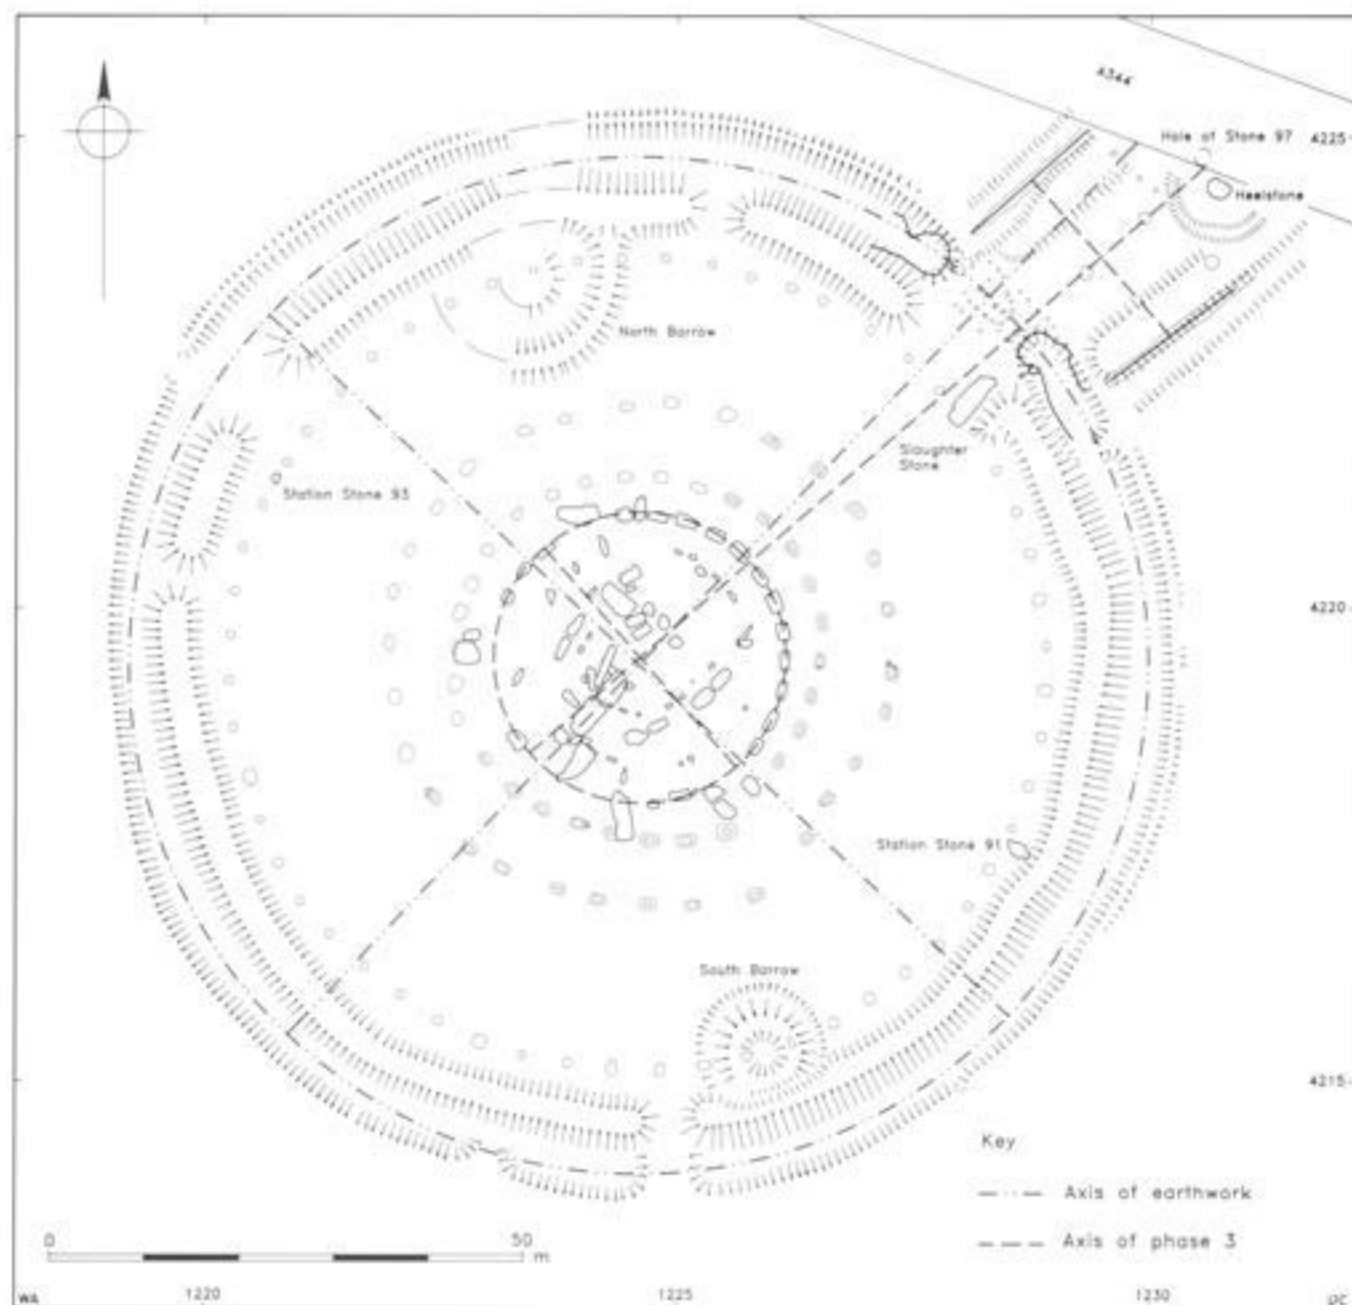 A344
Hole of Stone 97
4225
Heelstone
North Barrow
Slaughter
Stone
Station Stone 93
4220
Station Stone 91
South Barrow
4215
Key
Axis of earthwork
Axis of phase 3
0 50
m
WA 1220 1225 1230